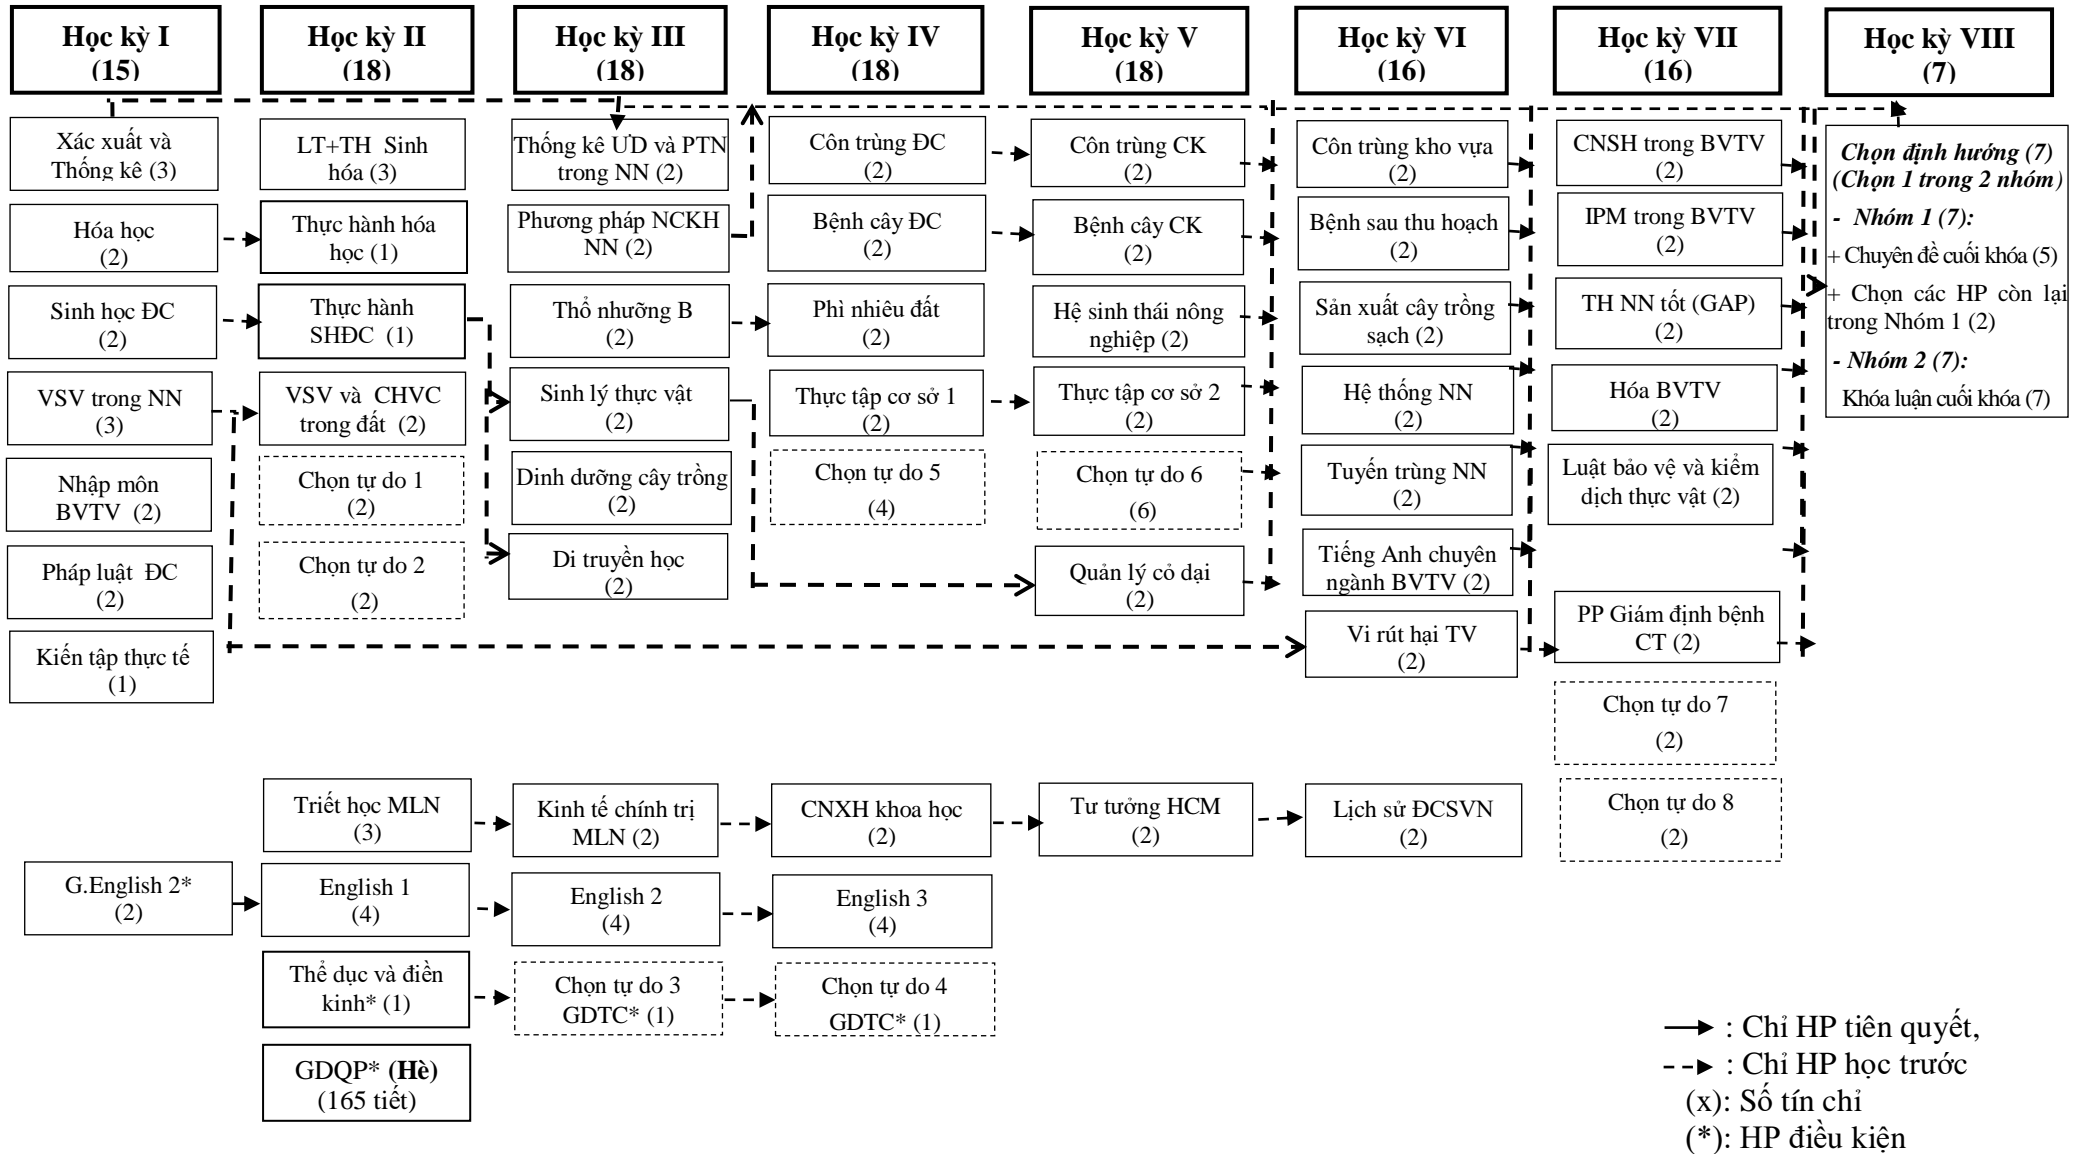 Học kỳ I
(15)
Học kỳ II
(18)
Học kỳ III
(18)
Học kỳ IV
(18)
Học kỳ V
(18)
Học kỳ VI
(16)
Học kỳ VII
(16)
Học kỳ VIII
(7)
Xác xuất và
Thống kê (3)
Hóa học
(2)
Sinh học ĐC
(2)
VSV trong NN
(3)
Nhập môn
BVTV (2)
Pháp luật ĐC
(2)
Kiến tập thực tế
(1)
LT+TH Sinh
hóa (3)
Thực hành hóa
học (1)
Thực hành
SHĐC (1)
VSV và CHVC
trong đất (2)
Chọn tự do 1
(2)
Chọn tự do 2
(2)
Thống kê ƯD và PTN
trong NN (2)
Phương pháp NCKH
NN (2)
Thổ nhưỡng B
(2)
Sinh lý thực vật
(2)
Dinh dưỡng cây trồng
(2)
Di truyền học
(2)
Côn trùng ĐC
(2)
Bệnh cây ĐC
(2)
Phì nhiêu đất
(2)
Thực tập cơ sở 1
(2)
Chọn tự do 5
(4)
Côn trùng CK
(2)
Bệnh cây CK
(2)
Hệ sinh thái nông
nghiệp (2)
Thực tập cơ sở 2
(2)
Chọn tự do 6
(6)
Quản lý cỏ dại
(2)
Côn trùng kho vựa
(2)
Bệnh sau thu hoạch
(2)
Sản xuất cây trồng
sạch (2)
Hệ thống NN
(2)
Tuyến trùng NN
(2)
Tiếng Anh chuyên
ngành BVTV (2)
Vi rút hại TV
(2)
CNSH trong BVTV
(2)
IPM trong BVTV
(2)
TH NN tốt (GAP)
(2)
Hóa BVTV
(2)
Luật bảo vệ và kiểm
dịch thực vật (2)
PP Giám định bệnh
CT (2)
Chọn tự do 7
(2)
Chọn tự do 8
(2)
Chọn định hướng (7)
(Chọn 1 trong 2 nhóm)
- Nhóm 1 (7):
+ Chuyên đề cuối khóa (5)
+ Chọn các HP còn lại
trong Nhóm 1 (2)
- Nhóm 2 (7):
Khóa luận cuối khóa (7)
Triết học MLN
(3)
Kinh tế chính trị
MLN (2)
CNXH khoa học
(2)
Tư tưởng HCM
(2)
Lịch sử ĐCSVN
(2)
G.English 2*
(2)
English 1
(4)
English 2
(4)
English 3
(4)
Thể dục và điền
kinh* (1)
Chọn tự do 3
GDTC* (1)
Chọn tự do 4
GDTC* (1)
GDQP* (Hè)
(165 tiết)
: Chỉ HP tiên quyết,
: Chỉ HP học trước
(x): Số tín chỉ
(*): HP điều kiện